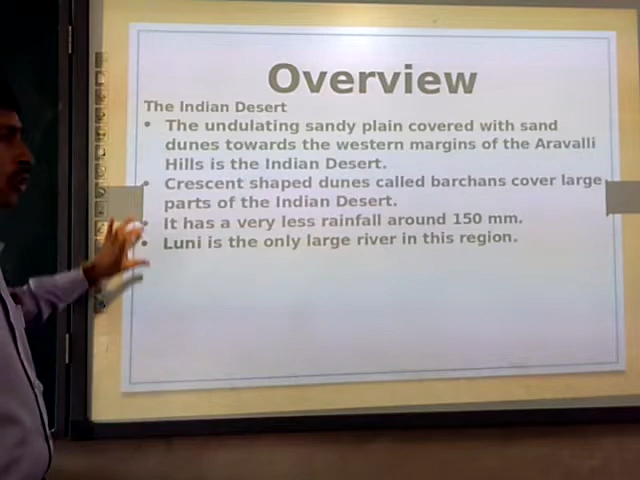 Overview
The Indian Desert
• The undulating sandy plain covered with sand
dunes towards the western margins of the Aravalli
Hills is the Indian Desert.
• Crescent shaped dunes called barchans cover large
parts of the Indian Desert.
• It has a very less rainfall around 150 mm.
• Luni is the only large river in this region.